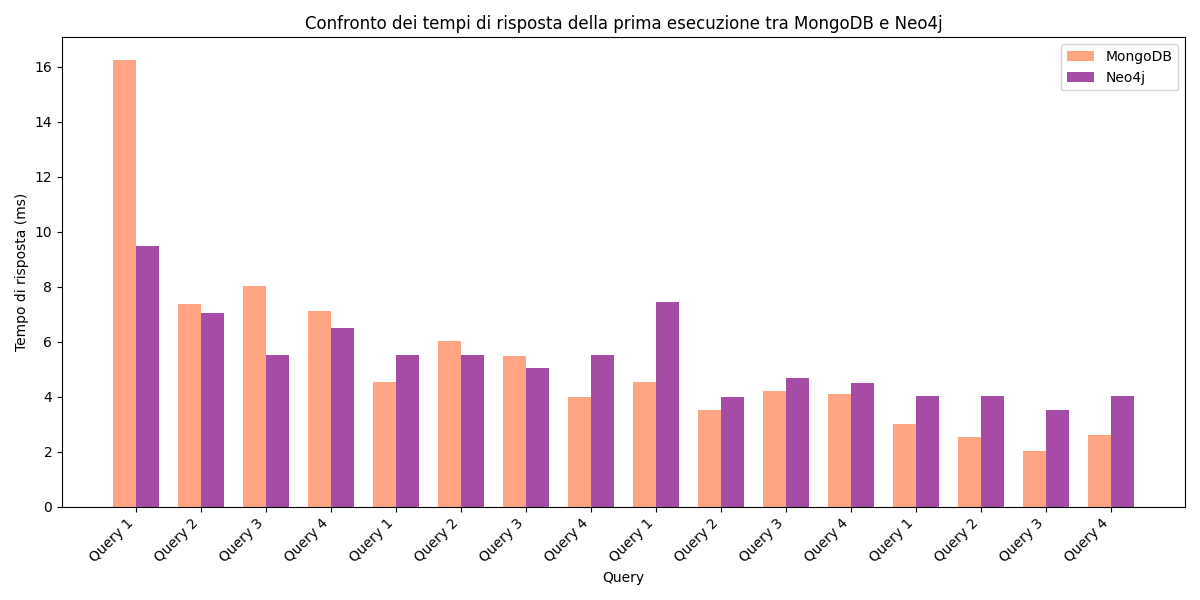 Confronto dei tempi di risposta della prima esecuzione tra MongoDB e Neo4j
MongoDB
Neo4j
Tempo di risposta (ms)
16
14
12
10
8
6
4
2
0
Query 1
Query 2
Query 3
Query 4
Query 1
Query 2
Query 3
Query 4
Query 1
Query 2
Query 3
Query 4
Query 1
Query 2
Query 3
Query 4
Query